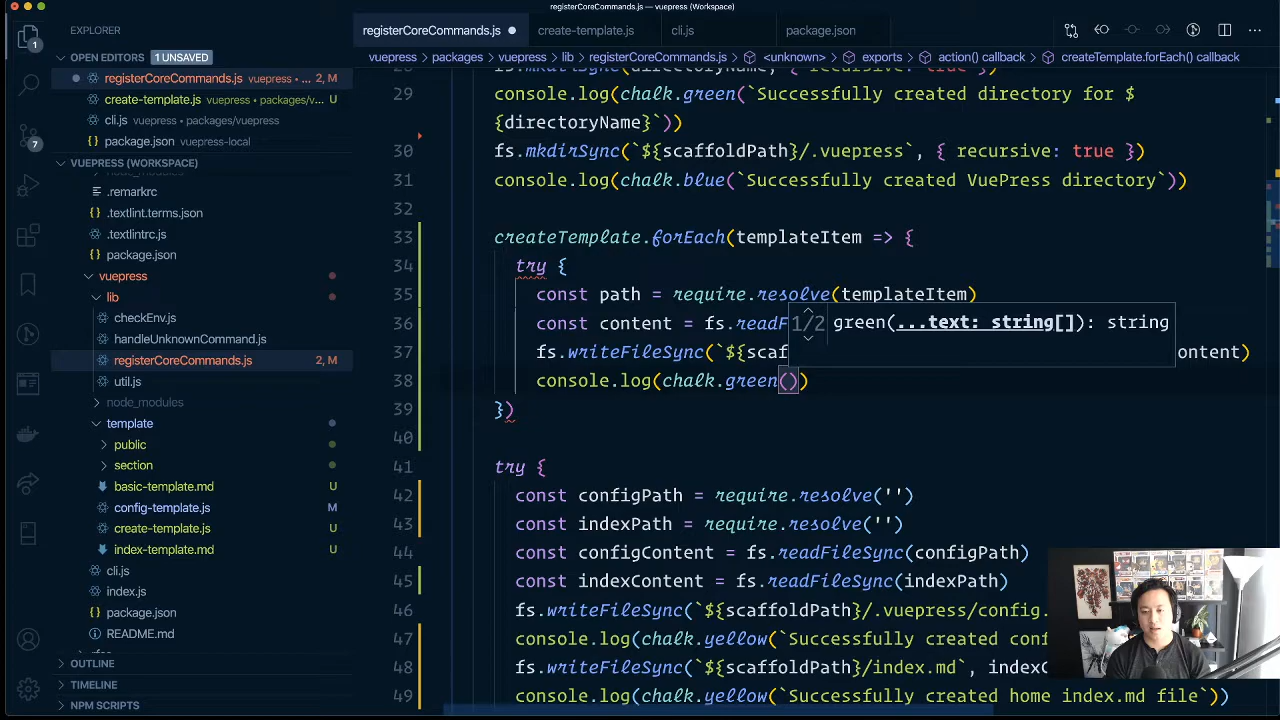 registerCoreCommands.js — vuepress (Workspace)
EXPLORER
OPEN EDITORS 1 UNSAVED
registerCoreCommands.js vuepress • ... 2, M
create-template.js vuepress • packages/v... U
cli.js vuepress • packages/vuepress
package.json vuepress-local
VUEPRESS (WORKSPACE)
node_modules
.remarkrc
.textlint.terms.json
.textlintrc.js
package.json
vuepress
lib
checkEnv.js
handleUnknownCommand.js
registerCoreCommands.js 2, M
util.js
node_modules
template
public
section
basic-template.md U
config-template.js M
create-template.js U
index-template.md U
cli.js
index.js
package.json
README.md
OUTLINE
TIMELINE
NPM SCRIPTS
1
7
registerCoreCommands.js create-template.js cli.js package.json
vuepress > packages > vuepress > lib > registerCoreCommands.js > <unknown> > exports > action() callback > createTemplate.forEach() callback
28 fs.mkdirSync(directoryName, { recursive: true })
29 console.log(chalk.green(`Successfully created directory for $
{directoryName}`))
30 fs.mkdirSync(`${scaffoldPath}/.vuepress`, { recursive: true })
31 console.log(chalk.blue(`Successfully created VuePress directory`))
32
33 createTemplate.forEach(templateItem => {
34 try {
35 const path = require.resolve(templateItem)
36 const content = fs.readF
1/2 green(...text: string[]): string
37 fs.writeFileSync(`${scaf ontent)
38 console.log(chalk.green())
39 })
40
41 try {
42 const configPath = require.resolve('')
43 const indexPath = require.resolve('')
44 const configContent = fs.readFileSync(configPath)
45 const indexContent = fs.readFileSync(indexPath)
46 fs.writeFileSync(`${scaffoldPath}/.vuepress/config.
47 console.log(chalk.yellow(`Successfully created conf
48 fs.writeFileSync(`${scaffoldPath}/index.md`, indexC
49 console.log(chalk.yellow(`Successfully created home index.md file`))